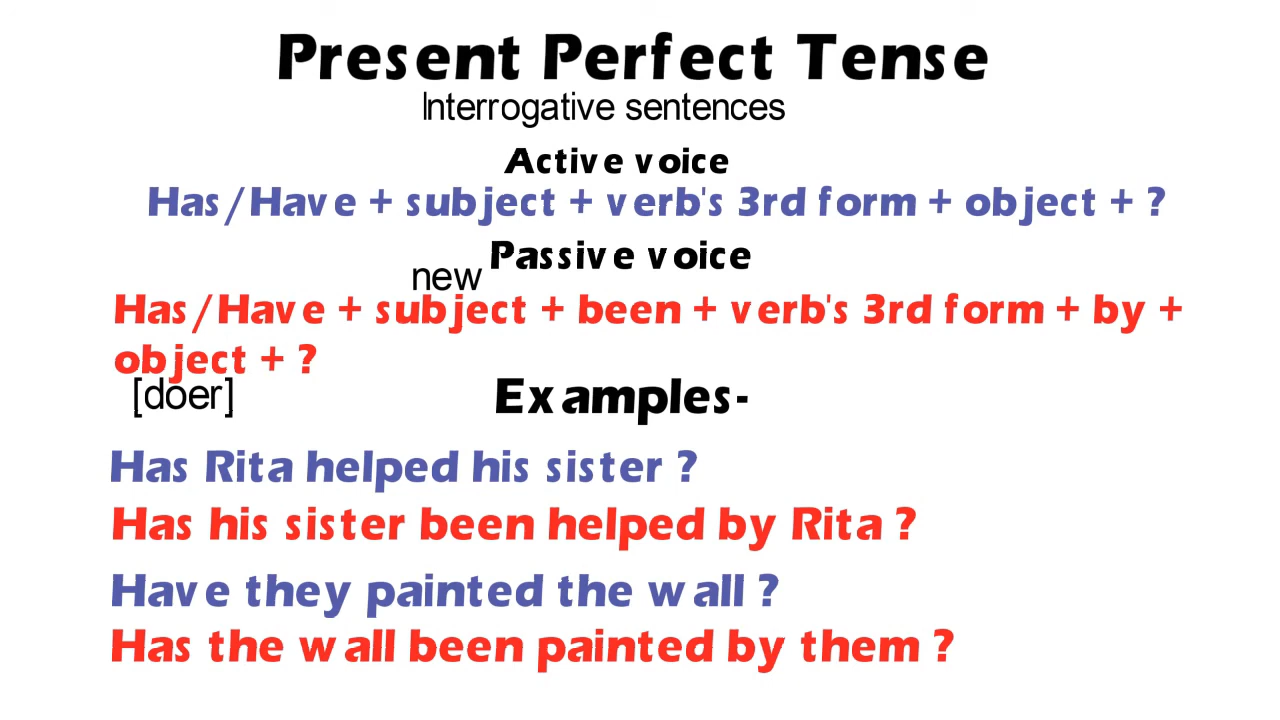 Present Perfect Tense
Interrogative sentences
Active voice
Has/Have + subject + verb's 3rd form + object + ?
Passive voice
new
Has/Have + subject + been + verb's 3rd form + by +
object + ?
[doer]
Examples-
Has Rita helped his sister ?
Has his sister been helped by Rita ?
Have they painted the wall ?
Has the wall been painted by them ?